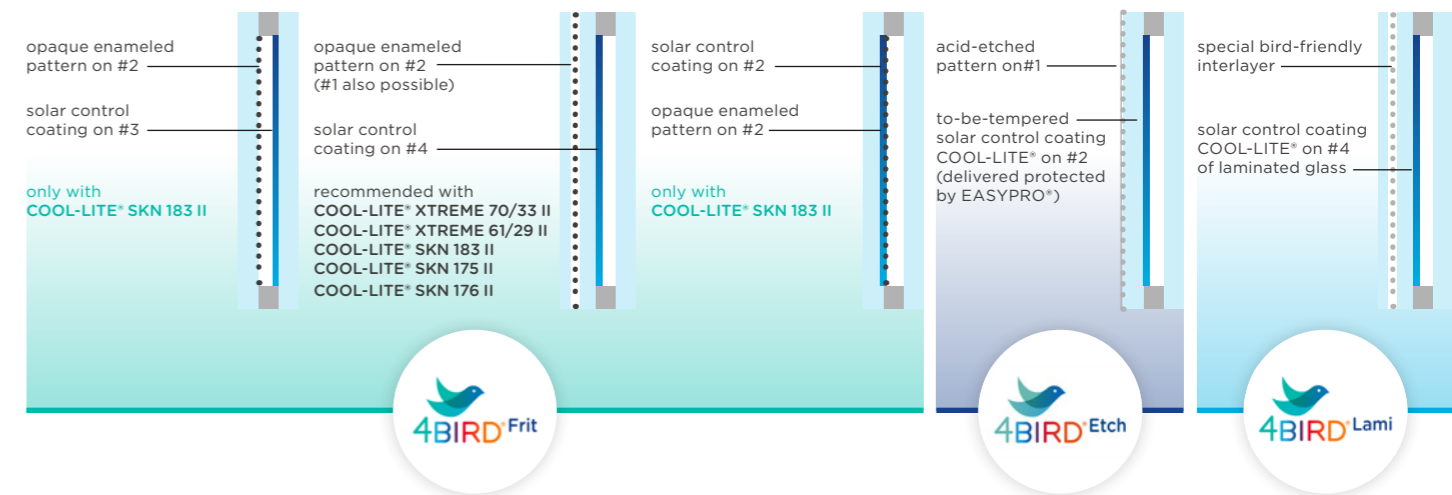 opaque enameled
pattern on #2
solar control
coating on #3
only with
COOL-LITE® SKN 183 II
opaque enameled
pattern on #2
(#1 also possible)
solar control
coating on #4
recommended with
COOL-LITE® XTREME 70/33 II
COOL-LITE® XTREME 61/29 II
COOL-LITE® SKN 183 II
COOL-LITE® SKN 175 II
COOL-LITE® SKN 176 II
solar control
coating on #2
opaque enameled
pattern on #2
only with
COOL-LITE® SKN 183 II
4BIRD® Frit
acid-etched
pattern on#1
to-be-tempered
solar control coating
COOL-LITE® on #2
(delivered protected
by EASYPRO®)
4BIRD® Etch
special bird-friendly
interlayer
solar control coating
COOL-LITE® on #4
of laminated glass
4BIRD® Lami